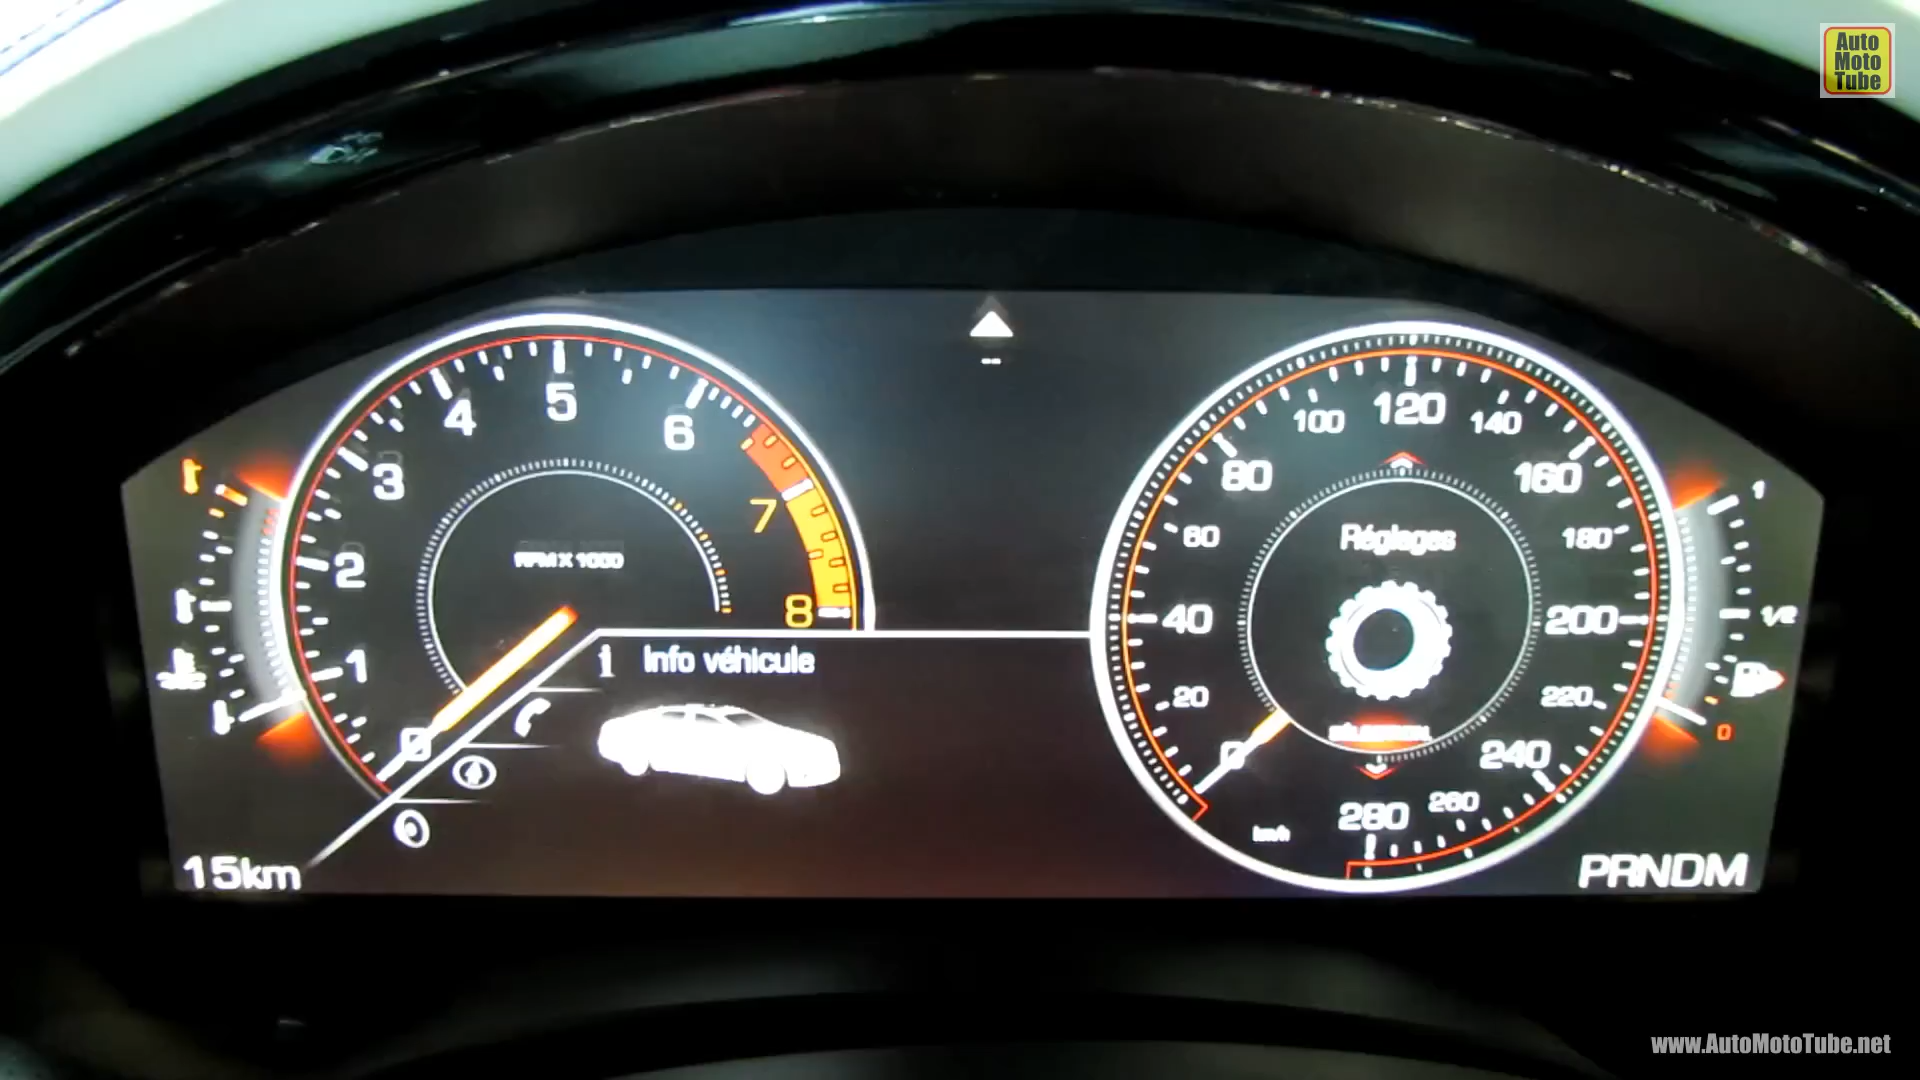 Auto
Moto
Tube
--
5
4
6
3
7
2
8
1
0
RPM X 1000
i Info véhicule
15km
120
100
140
80
160
60
180
40
200
20
220
0
240
260
280
km/h
Réglages
1
1/2
0
PRNDM
www.AutoMotoTube.net